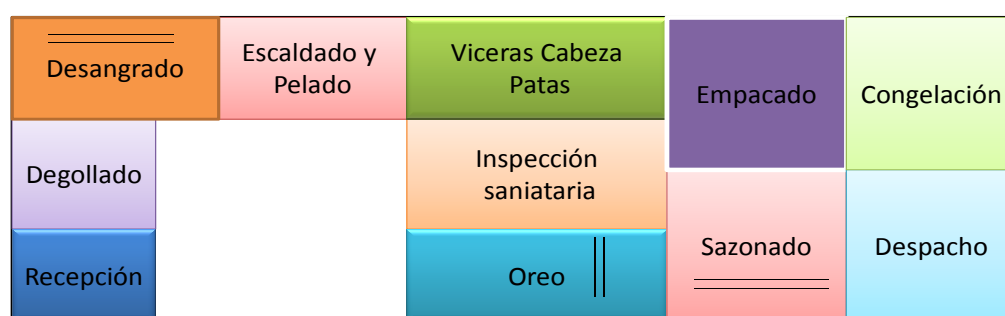 Desangrado
Escaldado y
Pelado
Viceras Cabeza
Patas
Empacado
Congelación
Degollado
Inspección
saniataria
Recepción
Oreo
Sazonado
Despacho